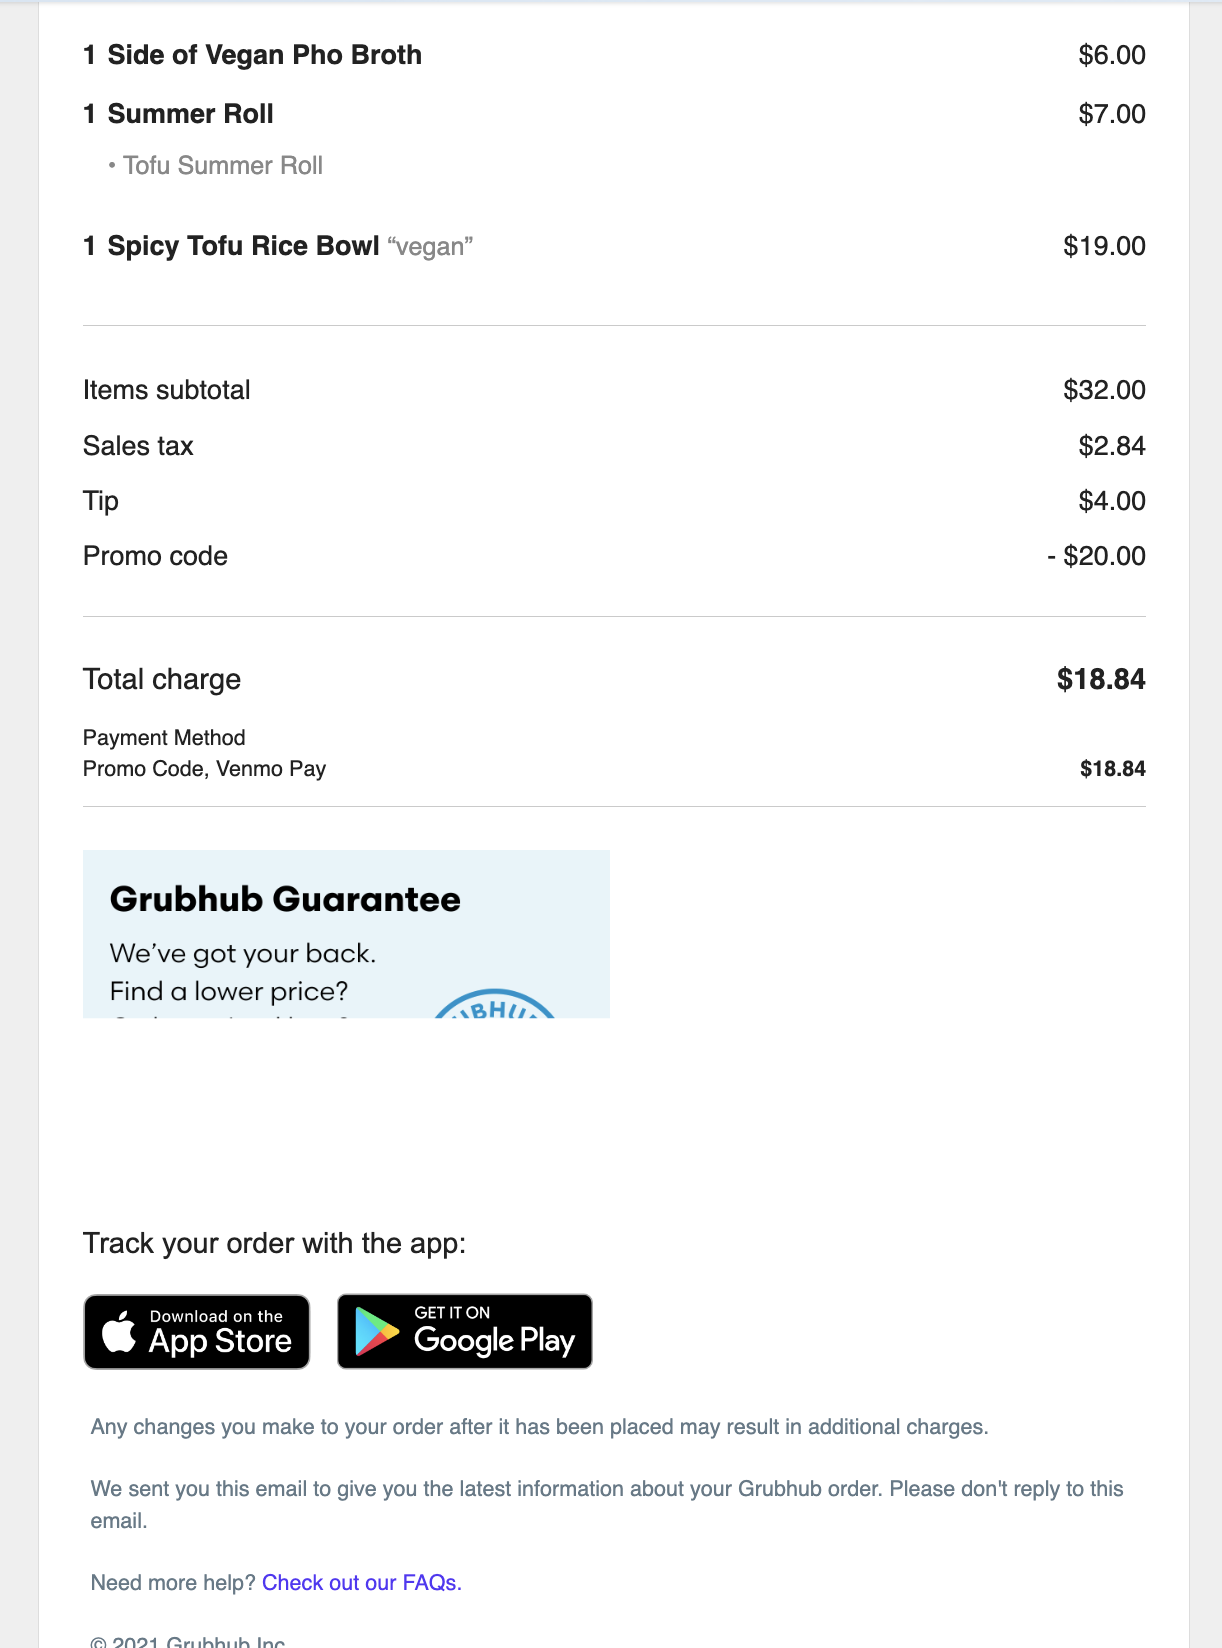 1 Side of Vegan Pho Broth $6.00
1 Summer Roll $7.00
• Tofu Summer Roll
1 Spicy Tofu Rice Bowl “vegan” $19.00
Items subtotal $32.00
Sales tax $2.84
Tip $4.00
Promo code - $20.00
Total charge $18.84
Payment Method
Promo Code, Venmo Pay $18.84
Grubhub Guarantee
We’ve got your back.
Find a lower price?
Track your order with the app:
Download on the
App Store
GET IT ON
Google Play
Any changes you make to your order after it has been placed may result in additional charges.
We sent you this email to give you the latest information about your Grubhub order. Please don't reply to this
email.
Need more help? Check out our FAQs.
© 2021 Grubhub Inc